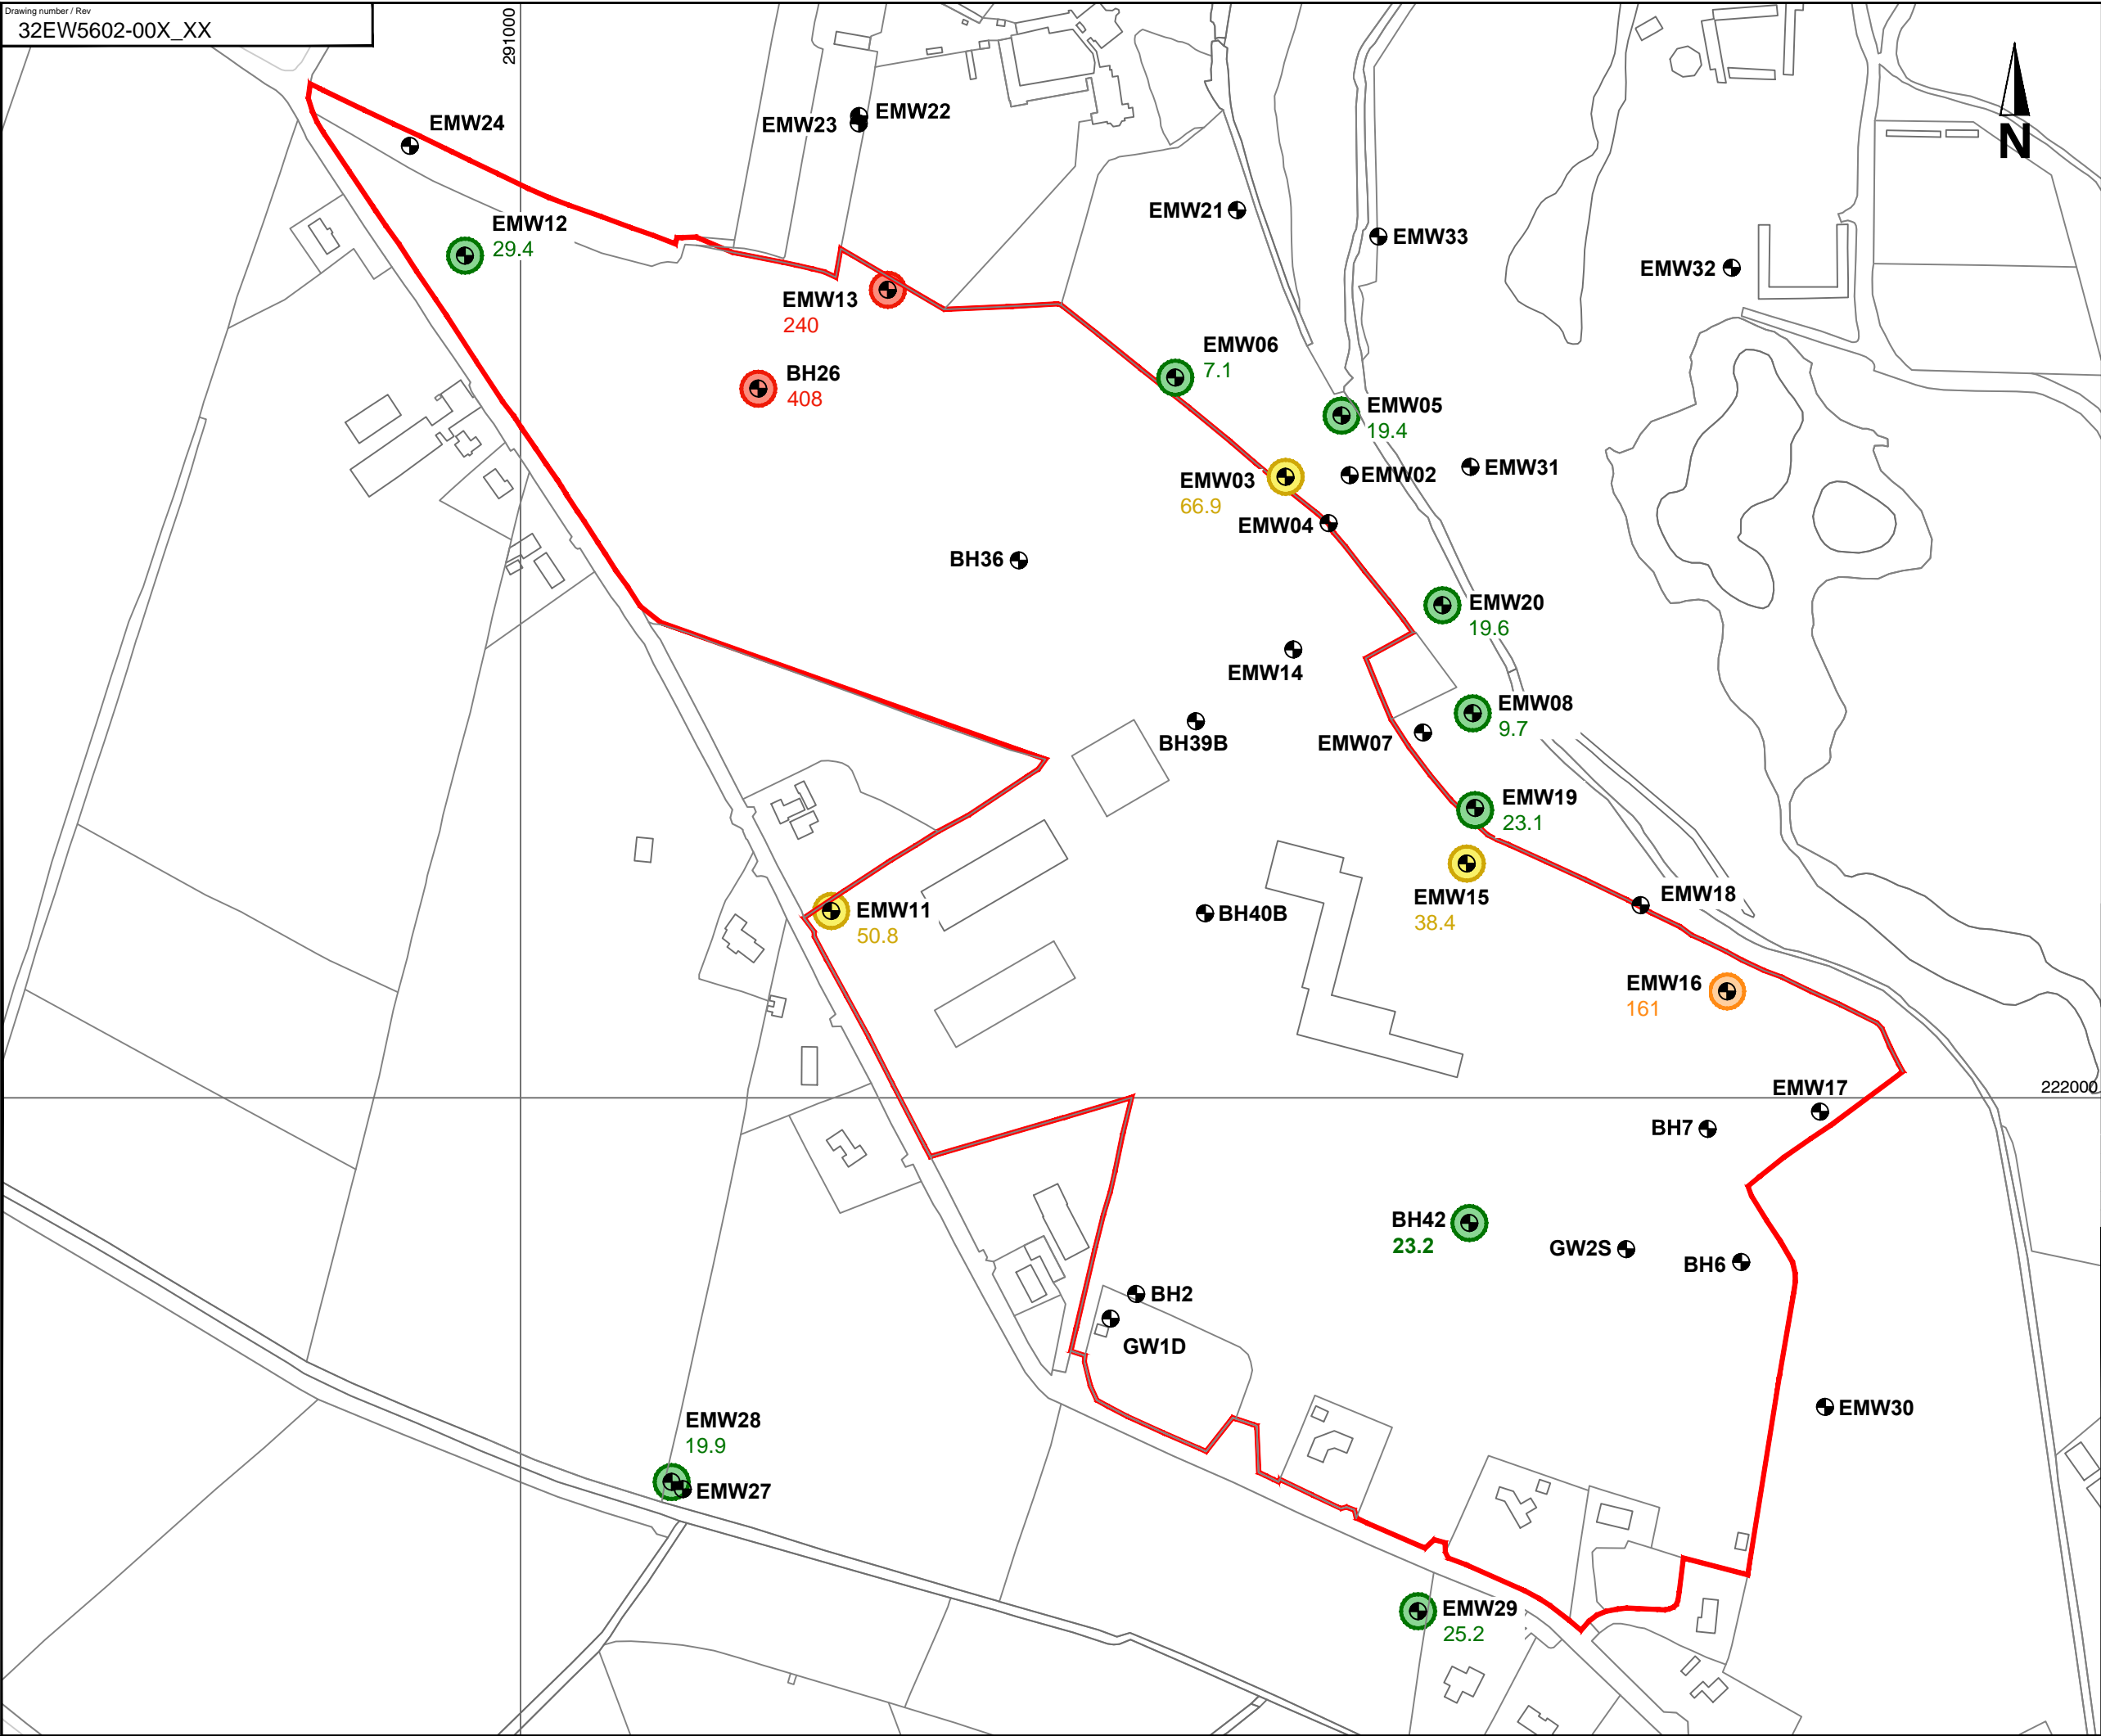 Drawing number / Rev
32EW5602-00X_XX
291000
N
EMW24
EMW23
EMW22
EMW12
29.4
EMW21
EMW33
EMW32
EMW13
240
BH26
408
EMW06
7.1
EMW05
19.4
EMW03
66.9
EMW02
EMW31
EMW04
BH36
EMW20
19.6
EMW14
EMW08
9.7
BH39B
EMW07
EMW19
23.1
EMW15
38.4
EMW18
EMW11
50.8
BH40B
EMW16
161
EMW17
222000
BH7
BH42
23.2
GW2S
BH6
BH2
GW1D
EMW30
EMW28
19.9
EMW27
EMW29
25.2